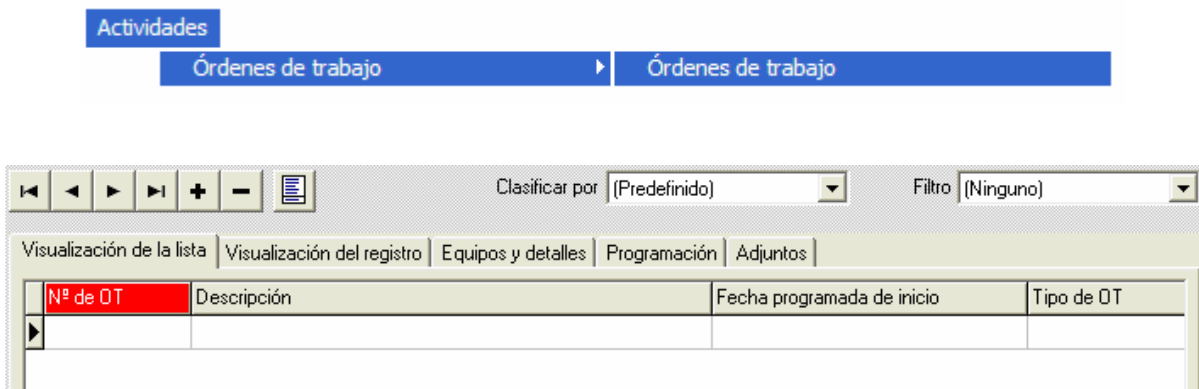 Actividades
Órdenes de trabajo Órdenes de trabajo
Clasificar por (Predefinido) Filtro (Ninguno)
Visualización de la lista Visualización del registro Equipos y detalles Programación Adjuntos
Nª de OT Descripción Fecha programada de inicio Tipo de OT